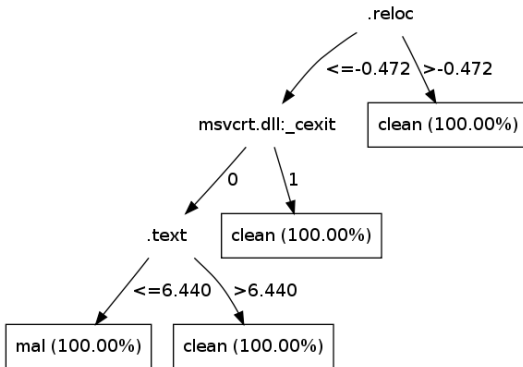 .reloc
<=-0.472 >-0.472
msvcrt.dll:_cexit clean (100.00%)
0 1
.text clean (100.00%)
<=6.440 >6.440
mal (100.00%) clean (100.00%)